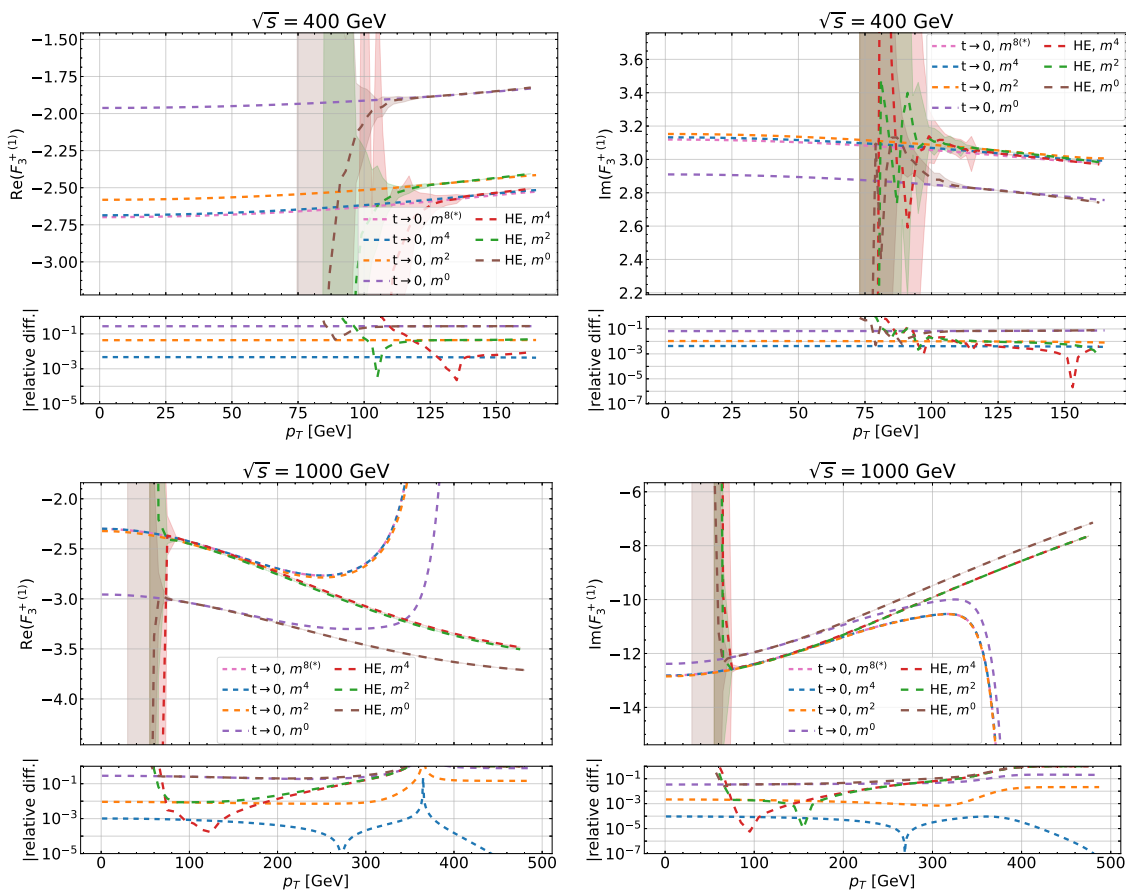 √s = 400 GeV
Re(F₃⁺⁽¹⁾)
−1.50
−1.75
−2.00
−2.25
−2.50
−2.75
−3.00
t→0, m⁸⁽*⁾
t→0, m⁴
t→0, m²
t→0, m⁰
HE, m⁴
HE, m²
HE, m⁰
|relative diff.|
10⁻¹
10⁻³
10⁻⁵
0 25 50 75 100 125 150
p_T [GeV]
√s = 400 GeV
Im(F₃⁺⁽¹⁾)
3.6
3.4
3.2
3.0
2.8
2.6
2.4
2.2
t→0, m⁸⁽*⁾
t→0, m⁴
t→0, m²
t→0, m⁰
HE, m⁴
HE, m²
HE, m⁰
|relative diff.|
10⁻¹
10⁻³
10⁻⁵
10⁻⁷
0 25 50 75 100 125 150
p_T [GeV]
√s = 1000 GeV
Re(F₃⁺⁽¹⁾)
−2.0
−2.5
−3.0
−3.5
−4.0
t→0, m⁸⁽*⁾
t→0, m⁴
t→0, m²
t→0, m⁰
HE, m⁴
HE, m²
HE, m⁰
|relative diff.|
10⁻¹
10⁻³
10⁻⁵
0 100 200 300 400 500
p_T [GeV]
√s = 1000 GeV
Im(F₃⁺⁽¹⁾)
−6
−8
−10
−12
−14
t→0, m⁸⁽*⁾
t→0, m⁴
t→0, m²
t→0, m⁰
HE, m⁴
HE, m²
HE, m⁰
|relative diff.|
10⁻¹
10⁻³
10⁻⁵
10⁻⁷
0 100 200 300 400 500
p_T [GeV]